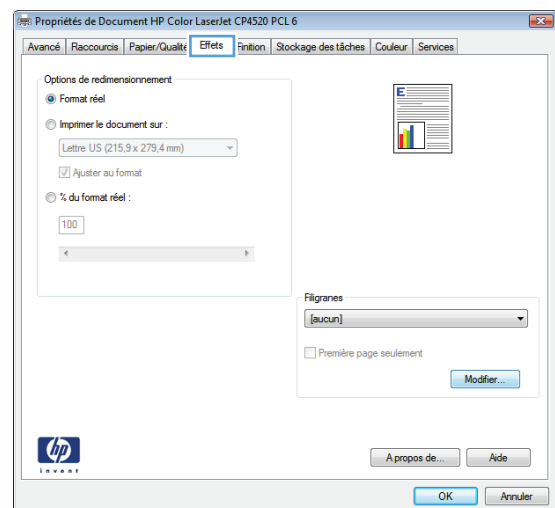 Propriétés de Document HP Color LaserJet CP4520 PCL 6
Avancé Raccourcis Papier/Qualité Effets Finition Stockage des tâches Couleur Services
Options de redimensionnement
Format réel
E
Imprimer le document sur :
Lettre US (215,9 x 279,4 mm)
Ajuster au format
% du format réel :
100
Filigranes
[aucun]
Première page seulement
Modifier...
hp
invent
A propos de... Aide
OK Annuler